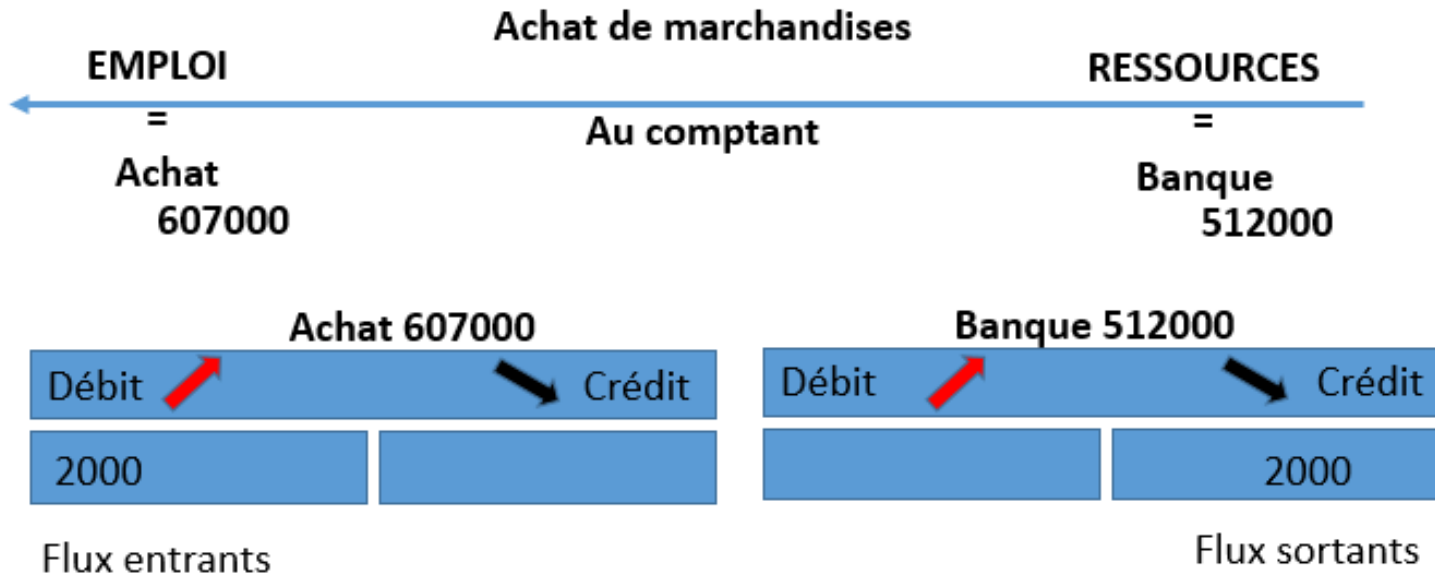 Achat de marchandises
EMPLOI
RESSOURCES
=
=
Au comptant
Achat
607000
Banque
512000
Achat 607000
Banque 512000
Débit
Crédit
Débit
Crédit
2000
2000
Flux entrants
Flux sortants